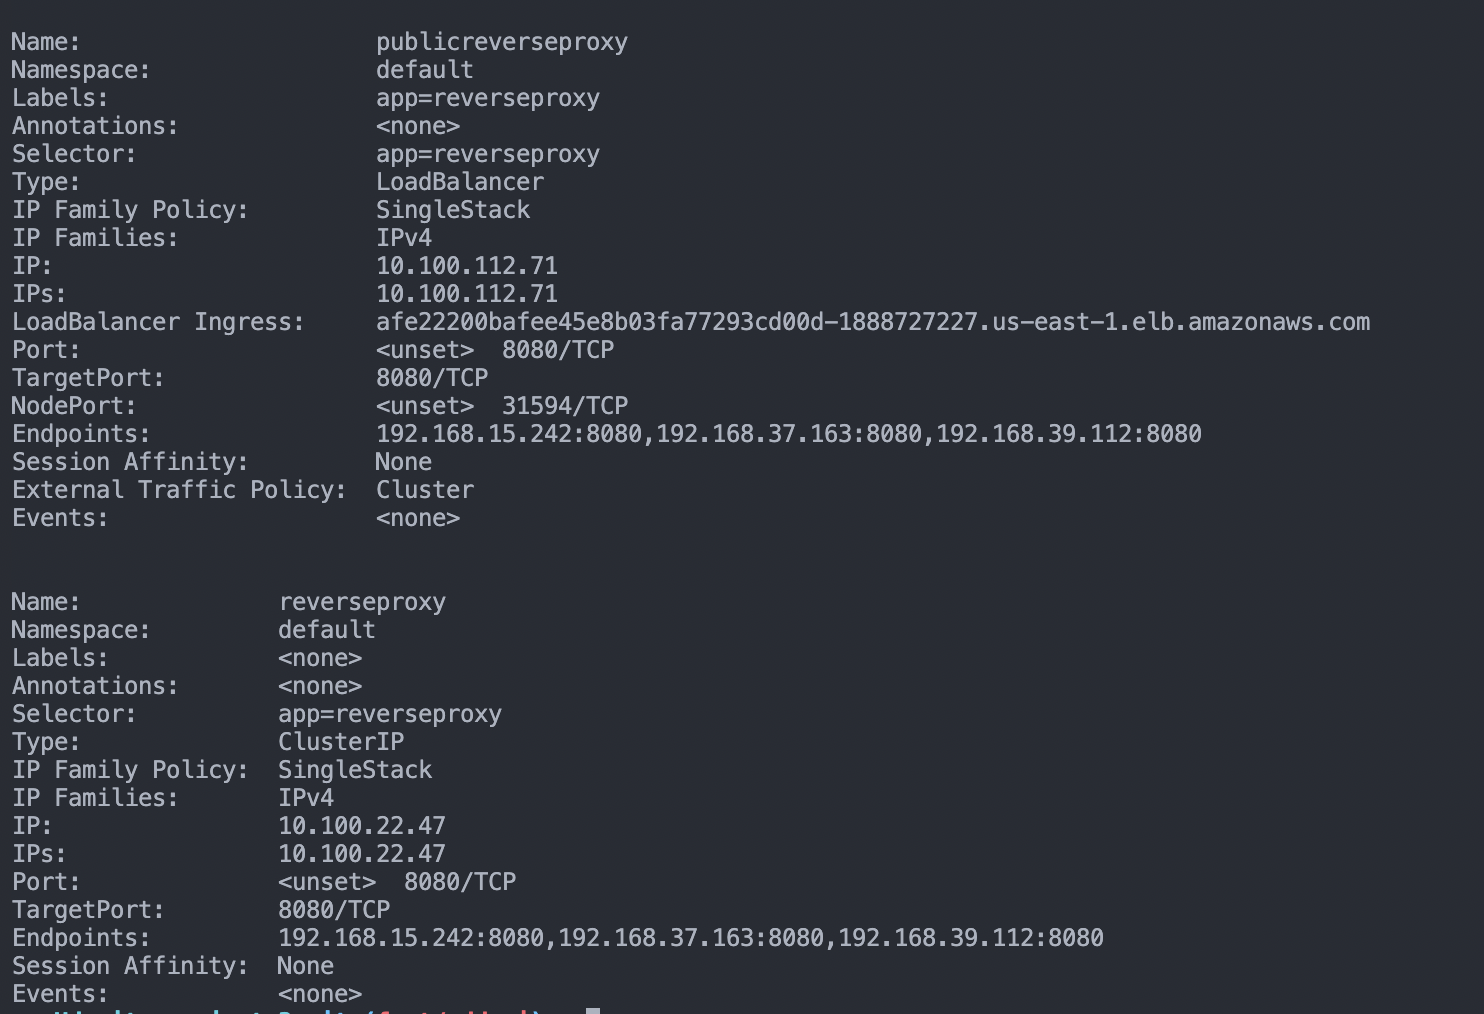 Name:                     publicreverseproxy
Namespace:                default
Labels:                   app=reverseproxy
Annotations:              <none>
Selector:                 app=reverseproxy
Type:                     LoadBalancer
IP Family Policy:         SingleStack
IP Families:              IPv4
IP:                       10.100.112.71
IPs:                      10.100.112.71
LoadBalancer Ingress:     afe22200bafee45e8b03fa77293cd00d-1888727227.us-east-1.elb.amazonaws.com
Port:                     <unset>  8080/TCP
TargetPort:               8080/TCP
NodePort:                 <unset>  31594/TCP
Endpoints:                192.168.15.242:8080,192.168.37.163:8080,192.168.39.112:8080
Session Affinity:         None
External Traffic Policy:  Cluster
Events:                   <none>
Name:              reverseproxy
Namespace:         default
Labels:            <none>
Annotations:       <none>
Selector:          app=reverseproxy
Type:              ClusterIP
IP Family Policy:  SingleStack
IP Families:       IPv4
IP:                10.100.22.47
IPs:               10.100.22.47
Port:              <unset>  8080/TCP
TargetPort:        8080/TCP
Endpoints:         192.168.15.242:8080,192.168.37.163:8080,192.168.39.112:8080
Session Affinity:  None
Events:            <none>